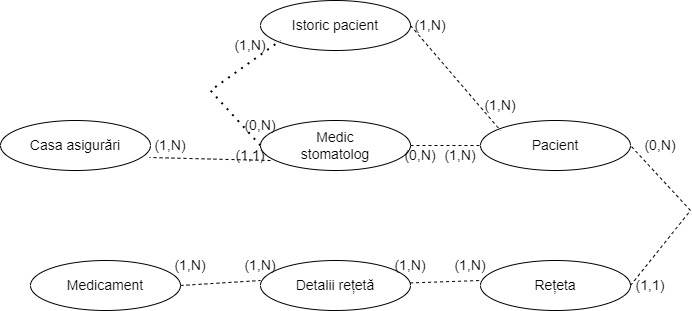 Istoric pacient
(1,N)
(1,N)
(1,N)
(0,N)
Casa asigurări
(1,N)
(1,1)
Medic
stomatolog
(0,N)
(1,N)
Pacient
(0,N)
Medicament
(1,N)
(1,N)
Detalii rețetă
(1,N)
(1,N)
Rețeta
(1,1)